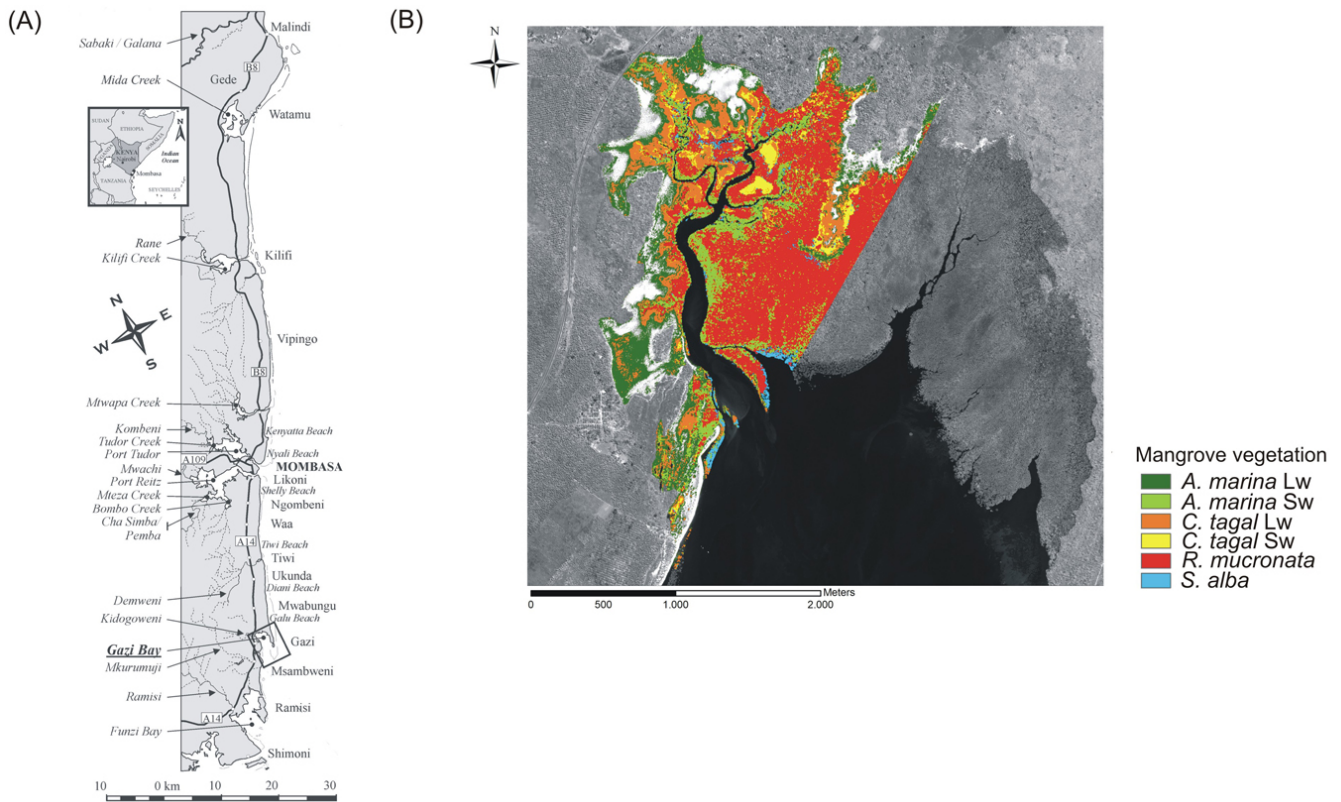 (A)
Malindi
Sabaki / Galana
B8
Gede
Mida Creek
Watamu
SUDAN
ETHIOPIA
N
SOMALIA
KENYA
Nairobi
Indian
Ocean
Mombasa
TANZANIA
SEYCHELLES
Rane
Kilifi Creek
Kilifi
N
E
W
S
Vipingo
B8
Mtwapa Creek
Kombeni
Kenyatta Beach
Tudor Creek
Port Tudor
Nyali Beach
A109
MOMBASA
Mwachi
Port Reitz
Likoni
Mteza Creek
Shelly Beach
Bombo Creek
Ngombeni
Cha Simba/
Pemba
Waa
A14
Tiwi Beach
Tiwi
Ukunda
Diani Beach
Demweni
Mwabungu
Galu Beach
Kidogoweni
Gazi Bay
Gazi
Mkurumuji
Msambweni
Ramisi
Ramisi
A14
Funzi Bay
Shimoni
10 0 km 10 20 30
(B)
N
0 500 1.000 2.000 Meters
Mangrove vegetation
A. marina Lw
A. marina Sw
C. tagal Lw
C. tagal Sw
R. mucronata
S. alba